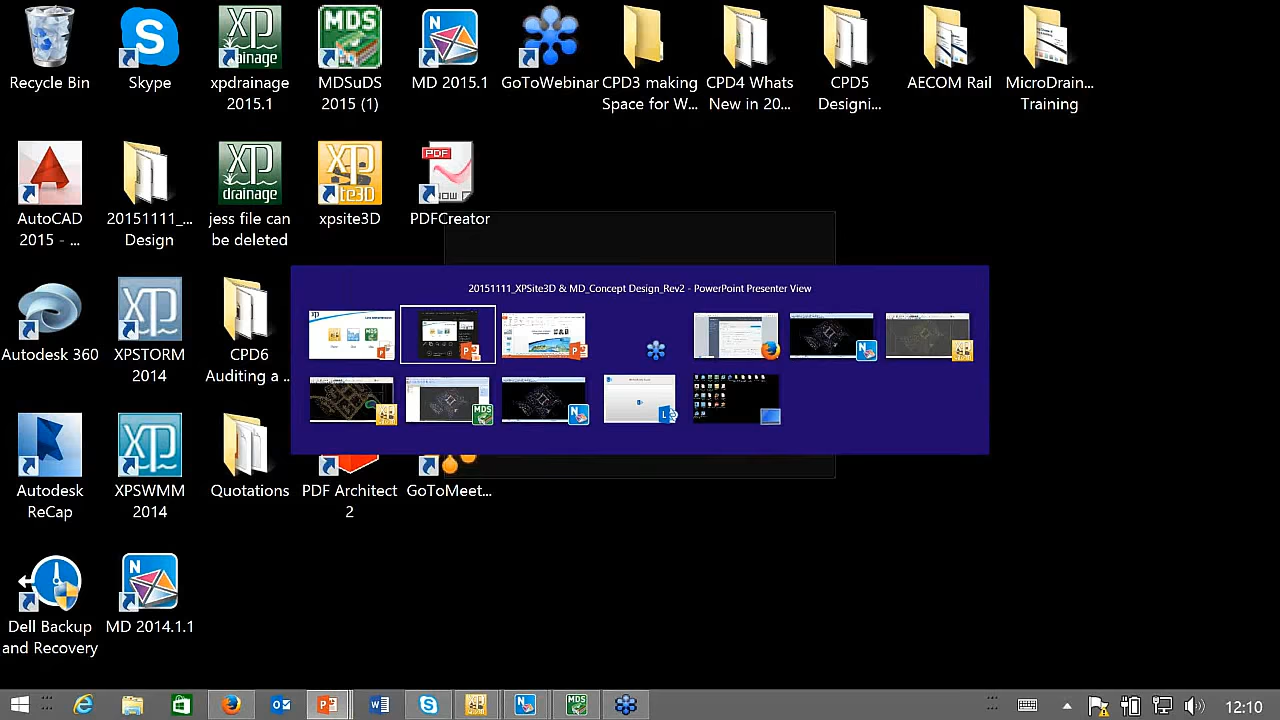 Recycle Bin
Skype
xpdrainage
2015.1
MDSuDS
2015 (1)
MD 2015.1
GoToWebinar
CPD3 making
Space for W...
CPD4 Whats
New in 20...
CPD5
Designi...
AECOM Rail
MicroDrain...
Training
AutoCAD
2015 - ...
20151111_...
Design
jess file can
be deleted
xpsite3D
PDFCreator
20151111_XPSite3D & MD_Concept Design_Rev2 - PowerPoint Presenter View
Autodesk 360
XPSTORM
2014
CPD6
Auditing a ..
Autodesk
ReCap
XPSWMM
2014
Quotations
PDF Architect
2
GoToMeet...
Dell Backup
and Recovery
MD 2014.1.1
12:10